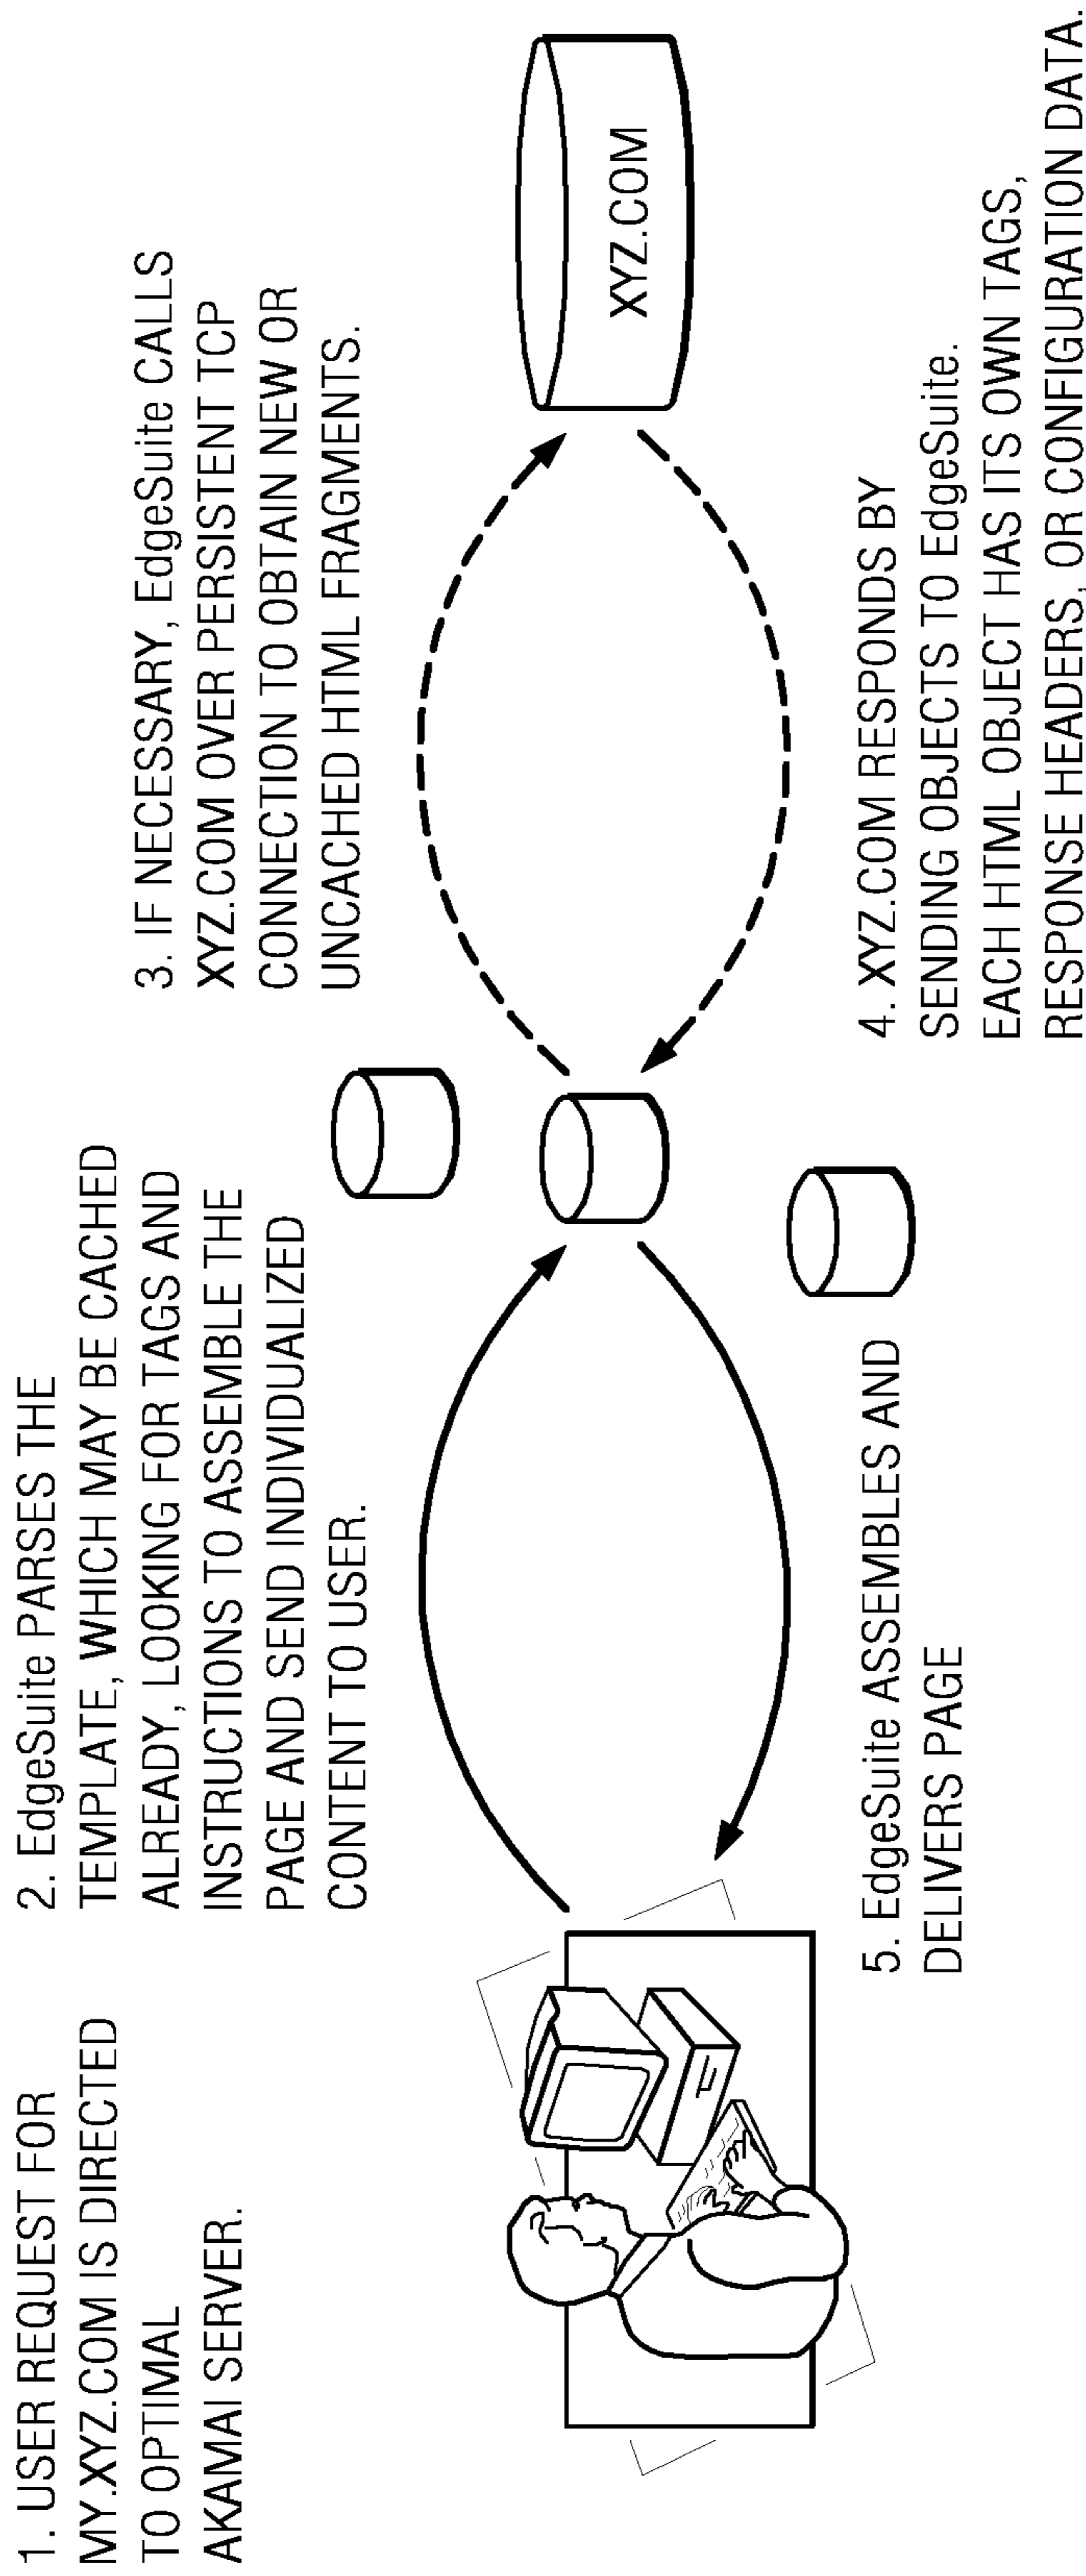 1. USER REQUEST FOR
MY.XYZ.COM IS DIRECTED
TO OPTIMAL
AKAMAI SERVER.
2. EdgeSuite PARSES THE
TEMPLATE, WHICH MAY BE CACHED
ALREADY, LOOKING FOR TAGS AND
INSTRUCTIONS TO ASSEMBLE THE
PAGE AND SEND INDIVIDUALIZED
CONTENT TO USER.
3. IF NECESSARY, EdgeSuite CALLS
XYZ.COM OVER PERSISTENT TCP
CONNECTION TO OBTAIN NEW OR
UNCACHED HTML FRAGMENTS.
XYZ.COM
4. XYZ.COM RESPONDS BY
SENDING OBJECTS TO EdgeSuite.
EACH HTML OBJECT HAS ITS OWN TAGS,
RESPONSE HEADERS, OR CONFIGURATION DATA.
5. EdgeSuite ASSEMBLES AND
DELIVERS PAGE